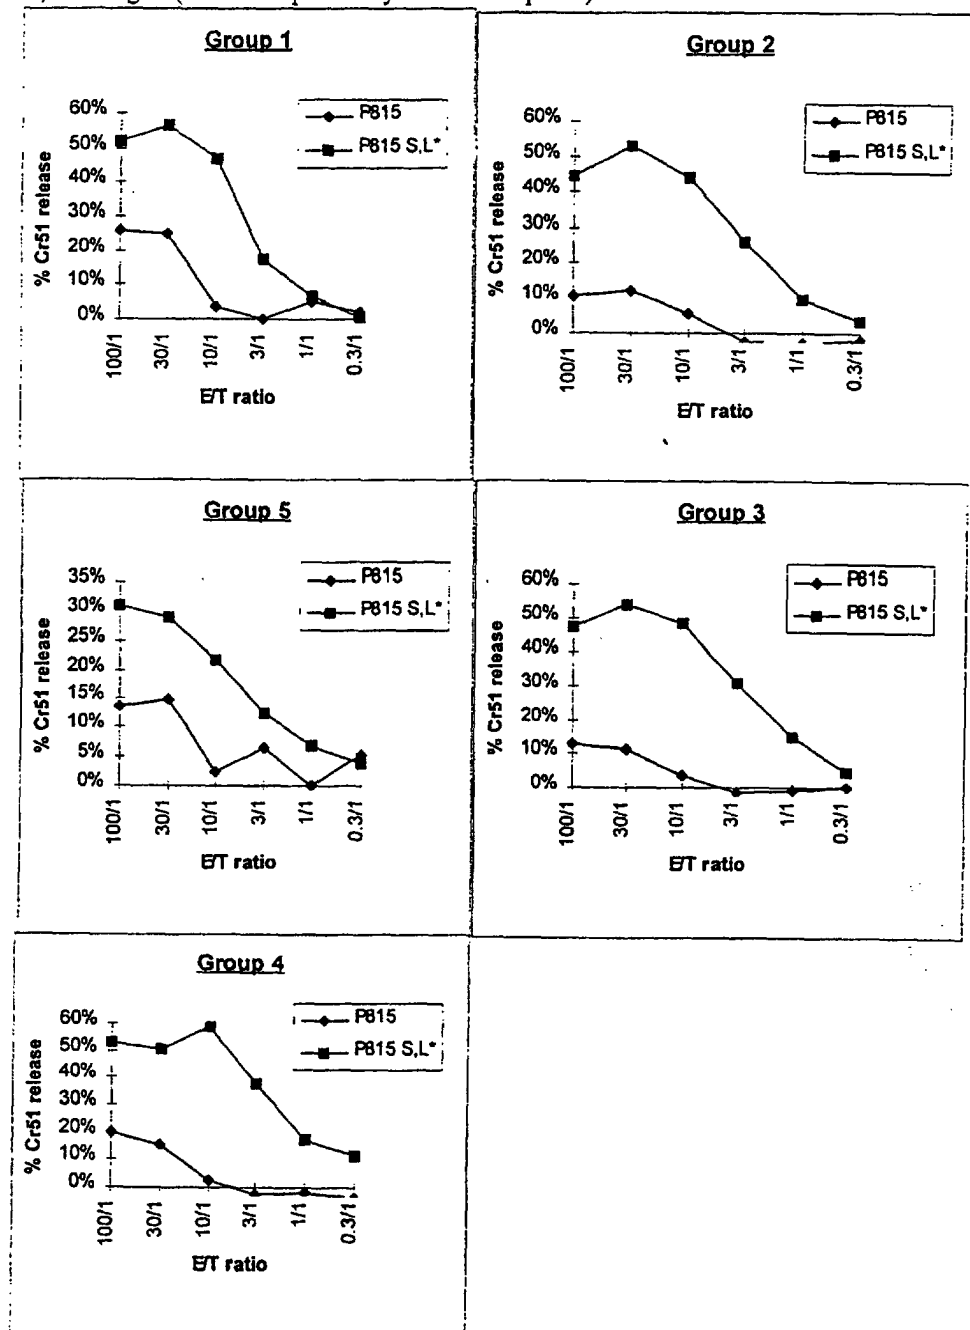 Group 1
60%
50%
40%
30%
20%
10%
0%
% Cr51 release
P815
P815 S,L*
100/1
30/1
10/1
3/1
1/1
0.3/1
E/T ratio
Group 2
60%
50%
40%
30%
20%
10%
0%
% Cr51 release
P815
P815 S,L*
100/1
30/1
10/1
3/1
1/1
0.3/1
E/T ratio
Group 5
35%
30%
25%
20%
15%
10%
5%
0%
% Cr51 release
P815
P815 S,L*
100/1
30/1
10/1
3/1
1/1
0.3/1
E/T ratio
Group 3
60%
50%
40%
30%
20%
10%
0%
% Cr51 release
P815
P815 S,L*
100/1
30/1
10/1
3/1
1/1
0.3/1
E/T ratio
Group 4
60%
50%
40%
30%
20%
10%
0%
% Cr51 release
P815
P815 S,L*
100/1
30/1
10/1
3/1
1/1
0.3/1
E/T ratio